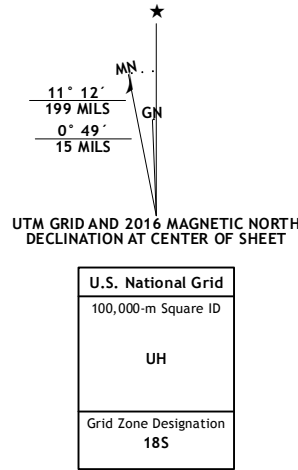 ★
MN
11° 12´
199 MILS
GN
0° 49´
15 MILS
UTM GRID AND 2016 MAGNETIC NORTH
DECLINATION AT CENTER OF SHEET
U.S. National Grid
100,000-m Square ID
UH
Grid Zone Designation
18S